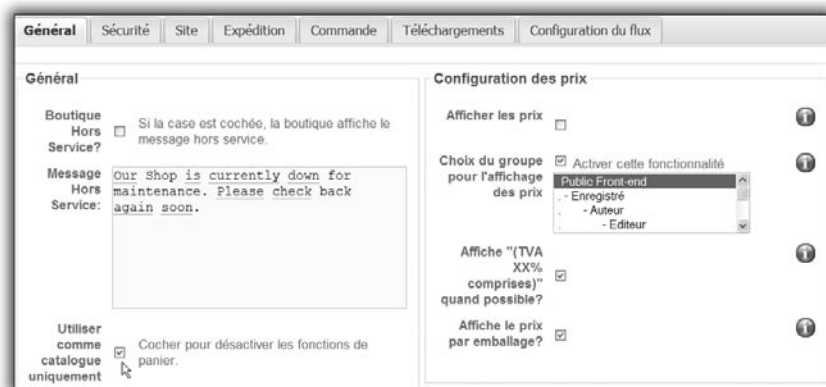 Général Sécurité Site Expédition Commande Téléchargements Configuration du flux
Général
Boutique
Hors
Service?
Si la case est cochée, la boutique affiche le
message hors service.
Message
Hors
Service:
Our Shop is currently down for
maintenance. Please check back
again soon.
Utiliser
comme
catalogue
uniquement
Cocher pour désactiver les fonctions de
panier.
Configuration des prix
Afficher les prix
Choix du groupe
pour l'affichage
des prix
Activer cette fonctionnalité
Public Front-end
. - Enregistré
. - Auteur
. - Editeur
Affiche "(TVA
XX%
comprises)"
quand possible?
Affiche le prix
par emballage?